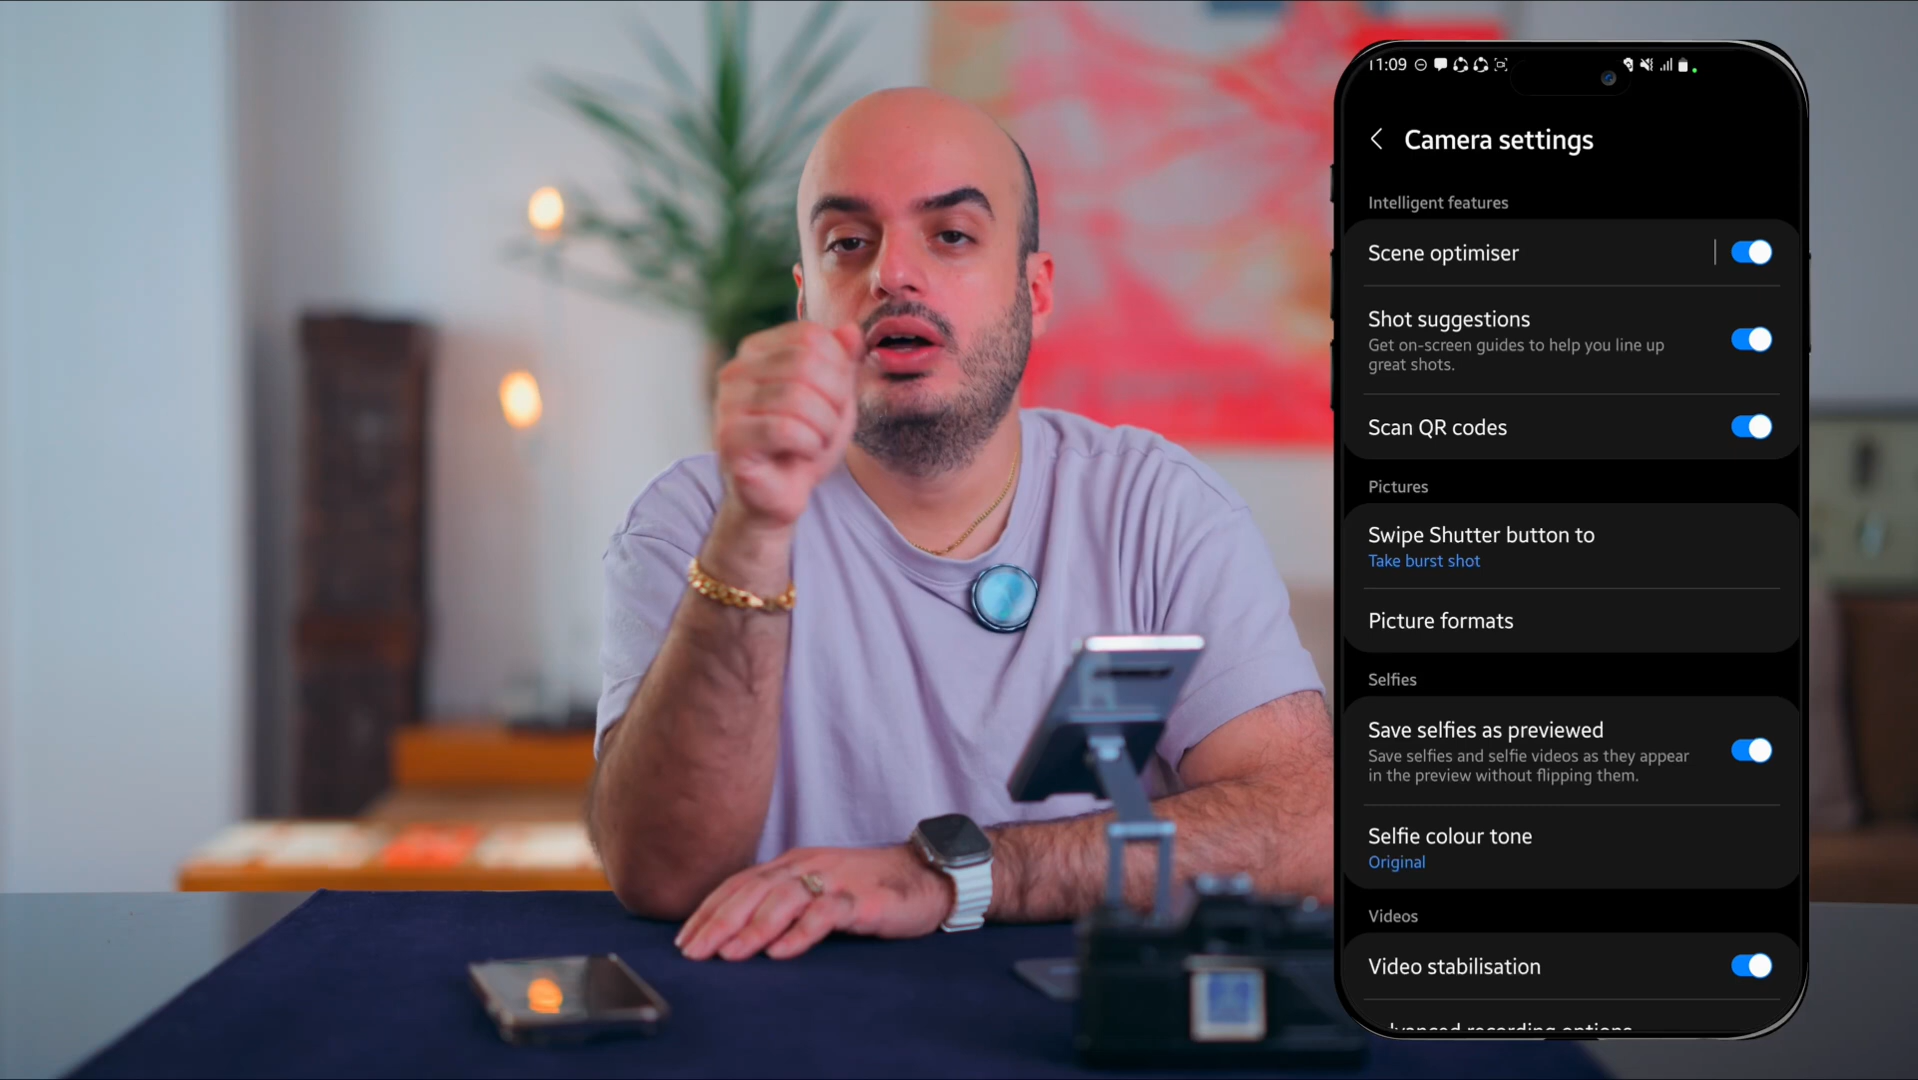 11:09
Camera settings
Intelligent features
Scene optimiser
Shot suggestions
Get on-screen guides to help you line up
great shots.
Scan QR codes
Pictures
Swipe Shutter button to
Take burst shot
Picture formats
Selfies
Save selfies as previewed
Save selfies and selfie videos as they appear
in the preview without flipping them.
Selfie colour tone
Original
Videos
Video stabilisation
Advanced recording options